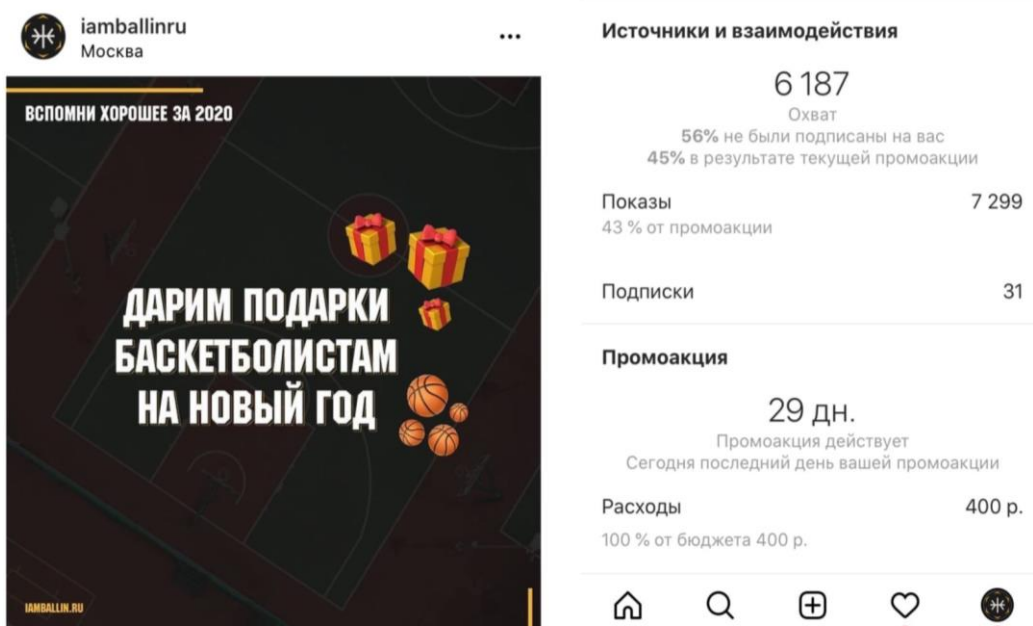 iamballinru
Москва
ВСПОМНИ ХОРОШЕЕ ЗА 2020
ДАРИМ ПОДАРКИ
БАСКЕТБОЛИСТАМ
НА НОВЫЙ ГОД
IAMBALLIN.RU
Источники и взаимодействия
6 187
Охват
56% не были подписаны на вас
45% в результате текущей промоакции
Показы 7 299
43 % от промоакции
Подписки 31
Промоакция
29 дн.
Промоакция действует
Сегодня последний день вашей промоакции
Расходы 400 р.
100 % от бюджета 400 р.